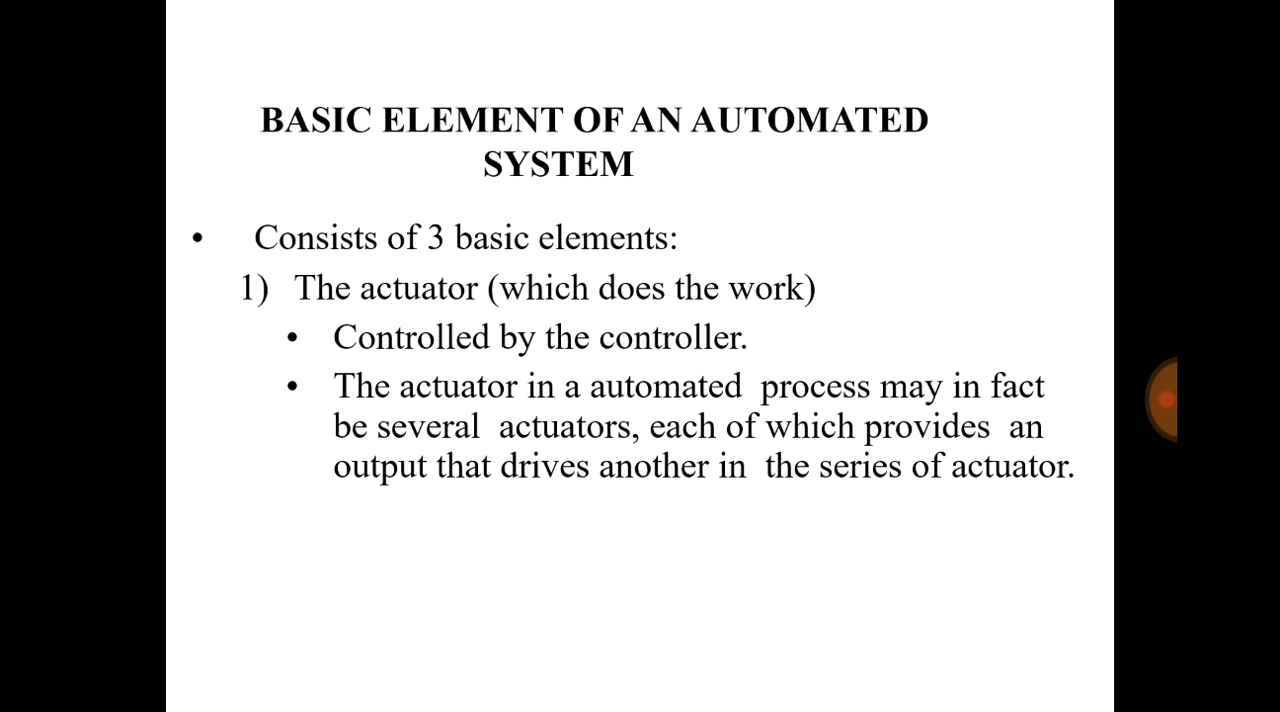 BASIC ELEMENT OF AN AUTOMATED
SYSTEM
• Consists of 3 basic elements:
1) The actuator (which does the work)
• Controlled by the controller.
• The actuator in a automated process may in fact
be several actuators, each of which provides an
output that drives another in the series of actuator.